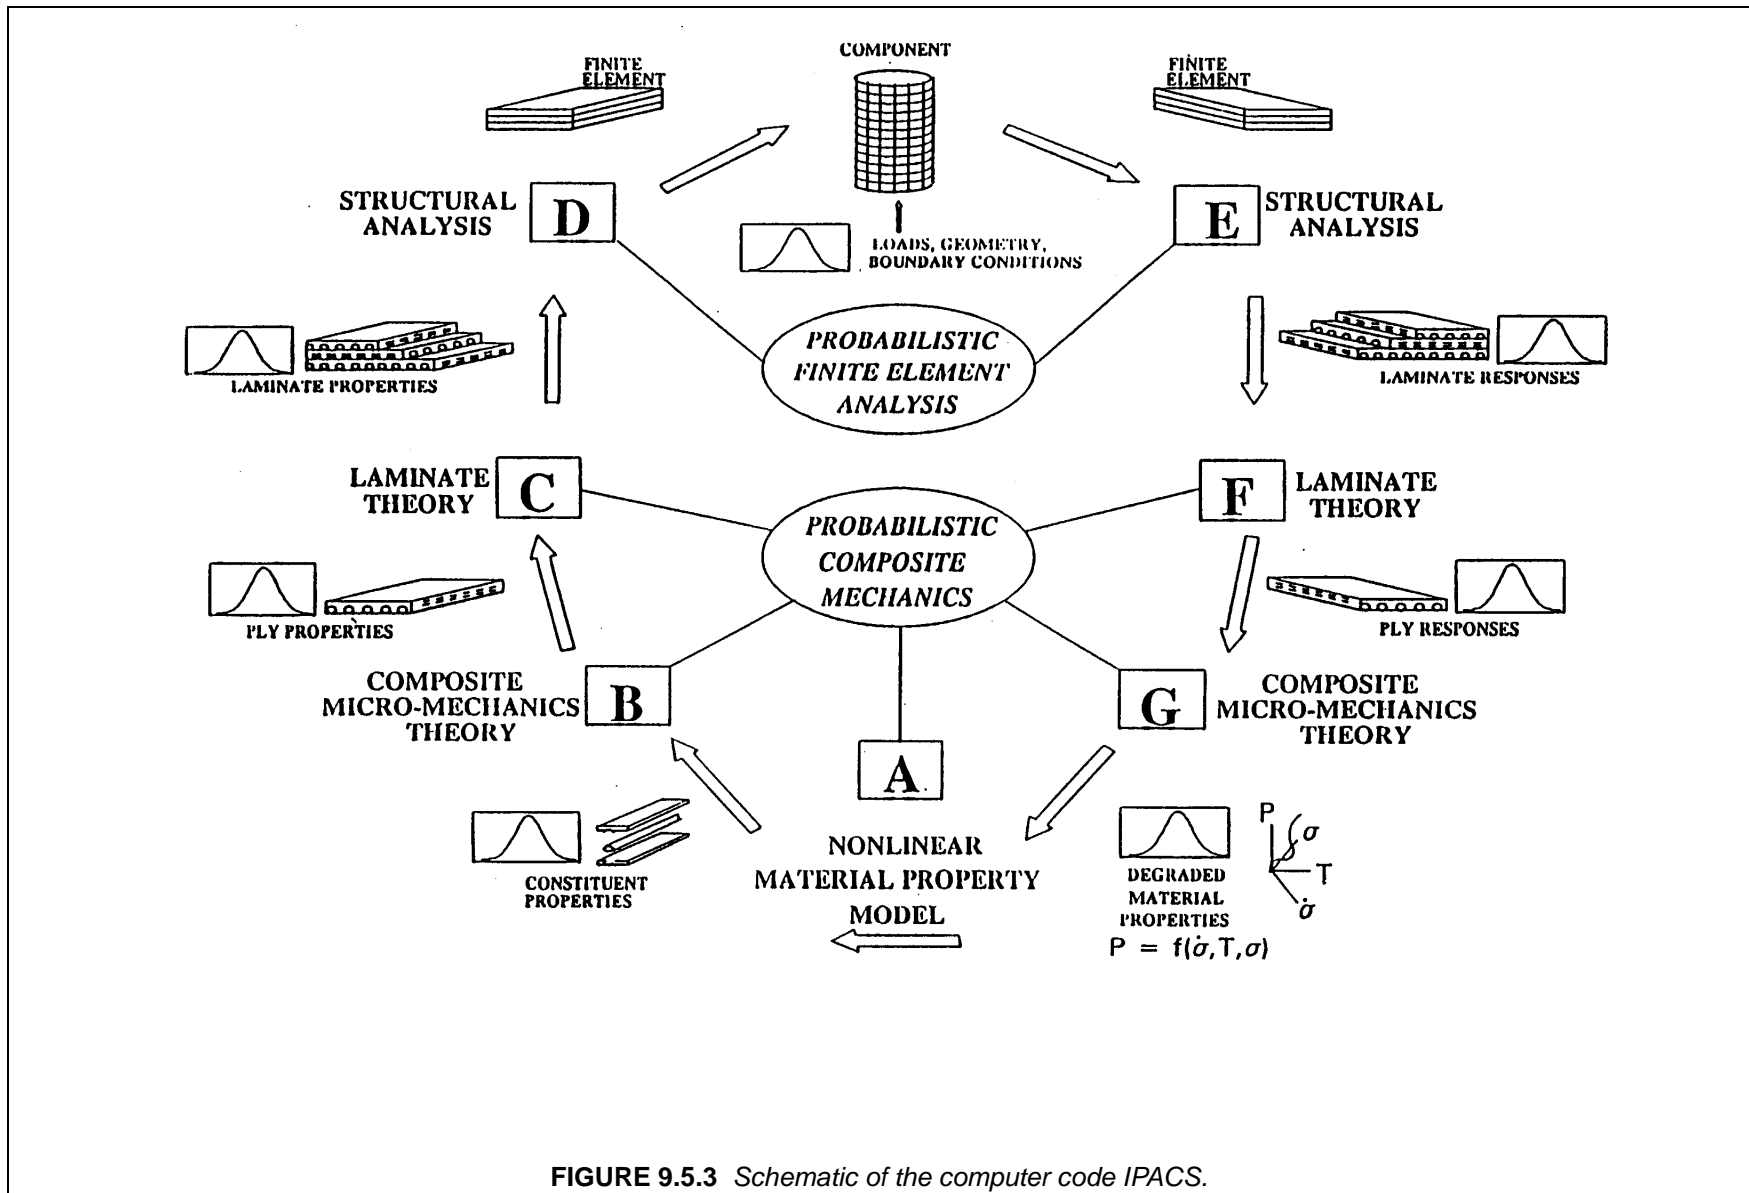 COMPONENT
FINITE
ELEMENT
FINITE
ELEMENT
STRUCTURAL
ANALYSIS
D
E
STRUCTURAL
ANALYSIS
LOADS, GEOMETRY,
BOUNDARY CONDITIONS
PROBABILISTIC
FINITE ELEMENT
ANALYSIS
LAMINATE PROPERTIES
LAMINATE RESPONSES
LAMINATE
THEORY
C
F
LAMINATE
THEORY
PROBABILISTIC
COMPOSITE
MECHANICS
PLY PROPERTIES
PLY RESPONSES
COMPOSITE
MICRO-MECHANICS
THEORY
B
G
COMPOSITE
MICRO-MECHANICS
THEORY
A
CONSTITUENT
PROPERTIES
NONLINEAR
MATERIAL PROPERTY
MODEL
DEGRADED
MATERIAL
PROPERTIES
P
σ
T
σ̇
P = f(σ̇,T,σ)
FIGURE 9.5.3 Schematic of the computer code IPACS.